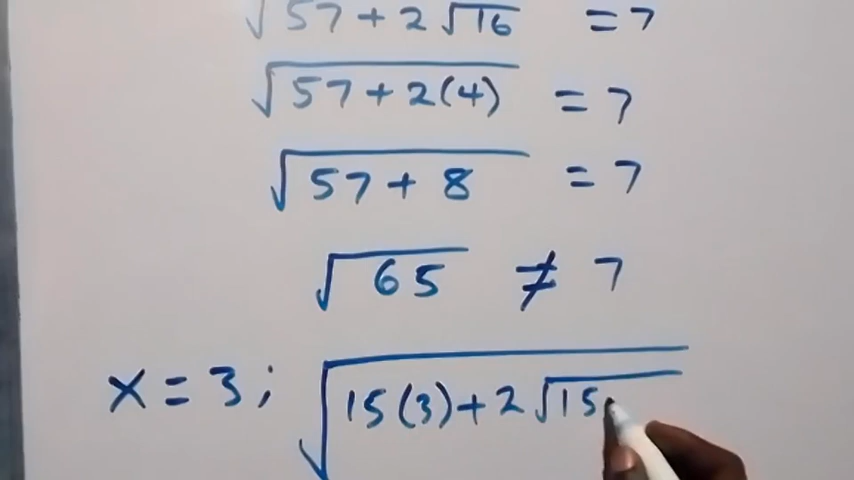 √57 + 2 √16 = 7
√57 + 2(4) = 7
√57 + 8 = 7
√65 ≠ 7
x = 3; √15(3) + 2 √15